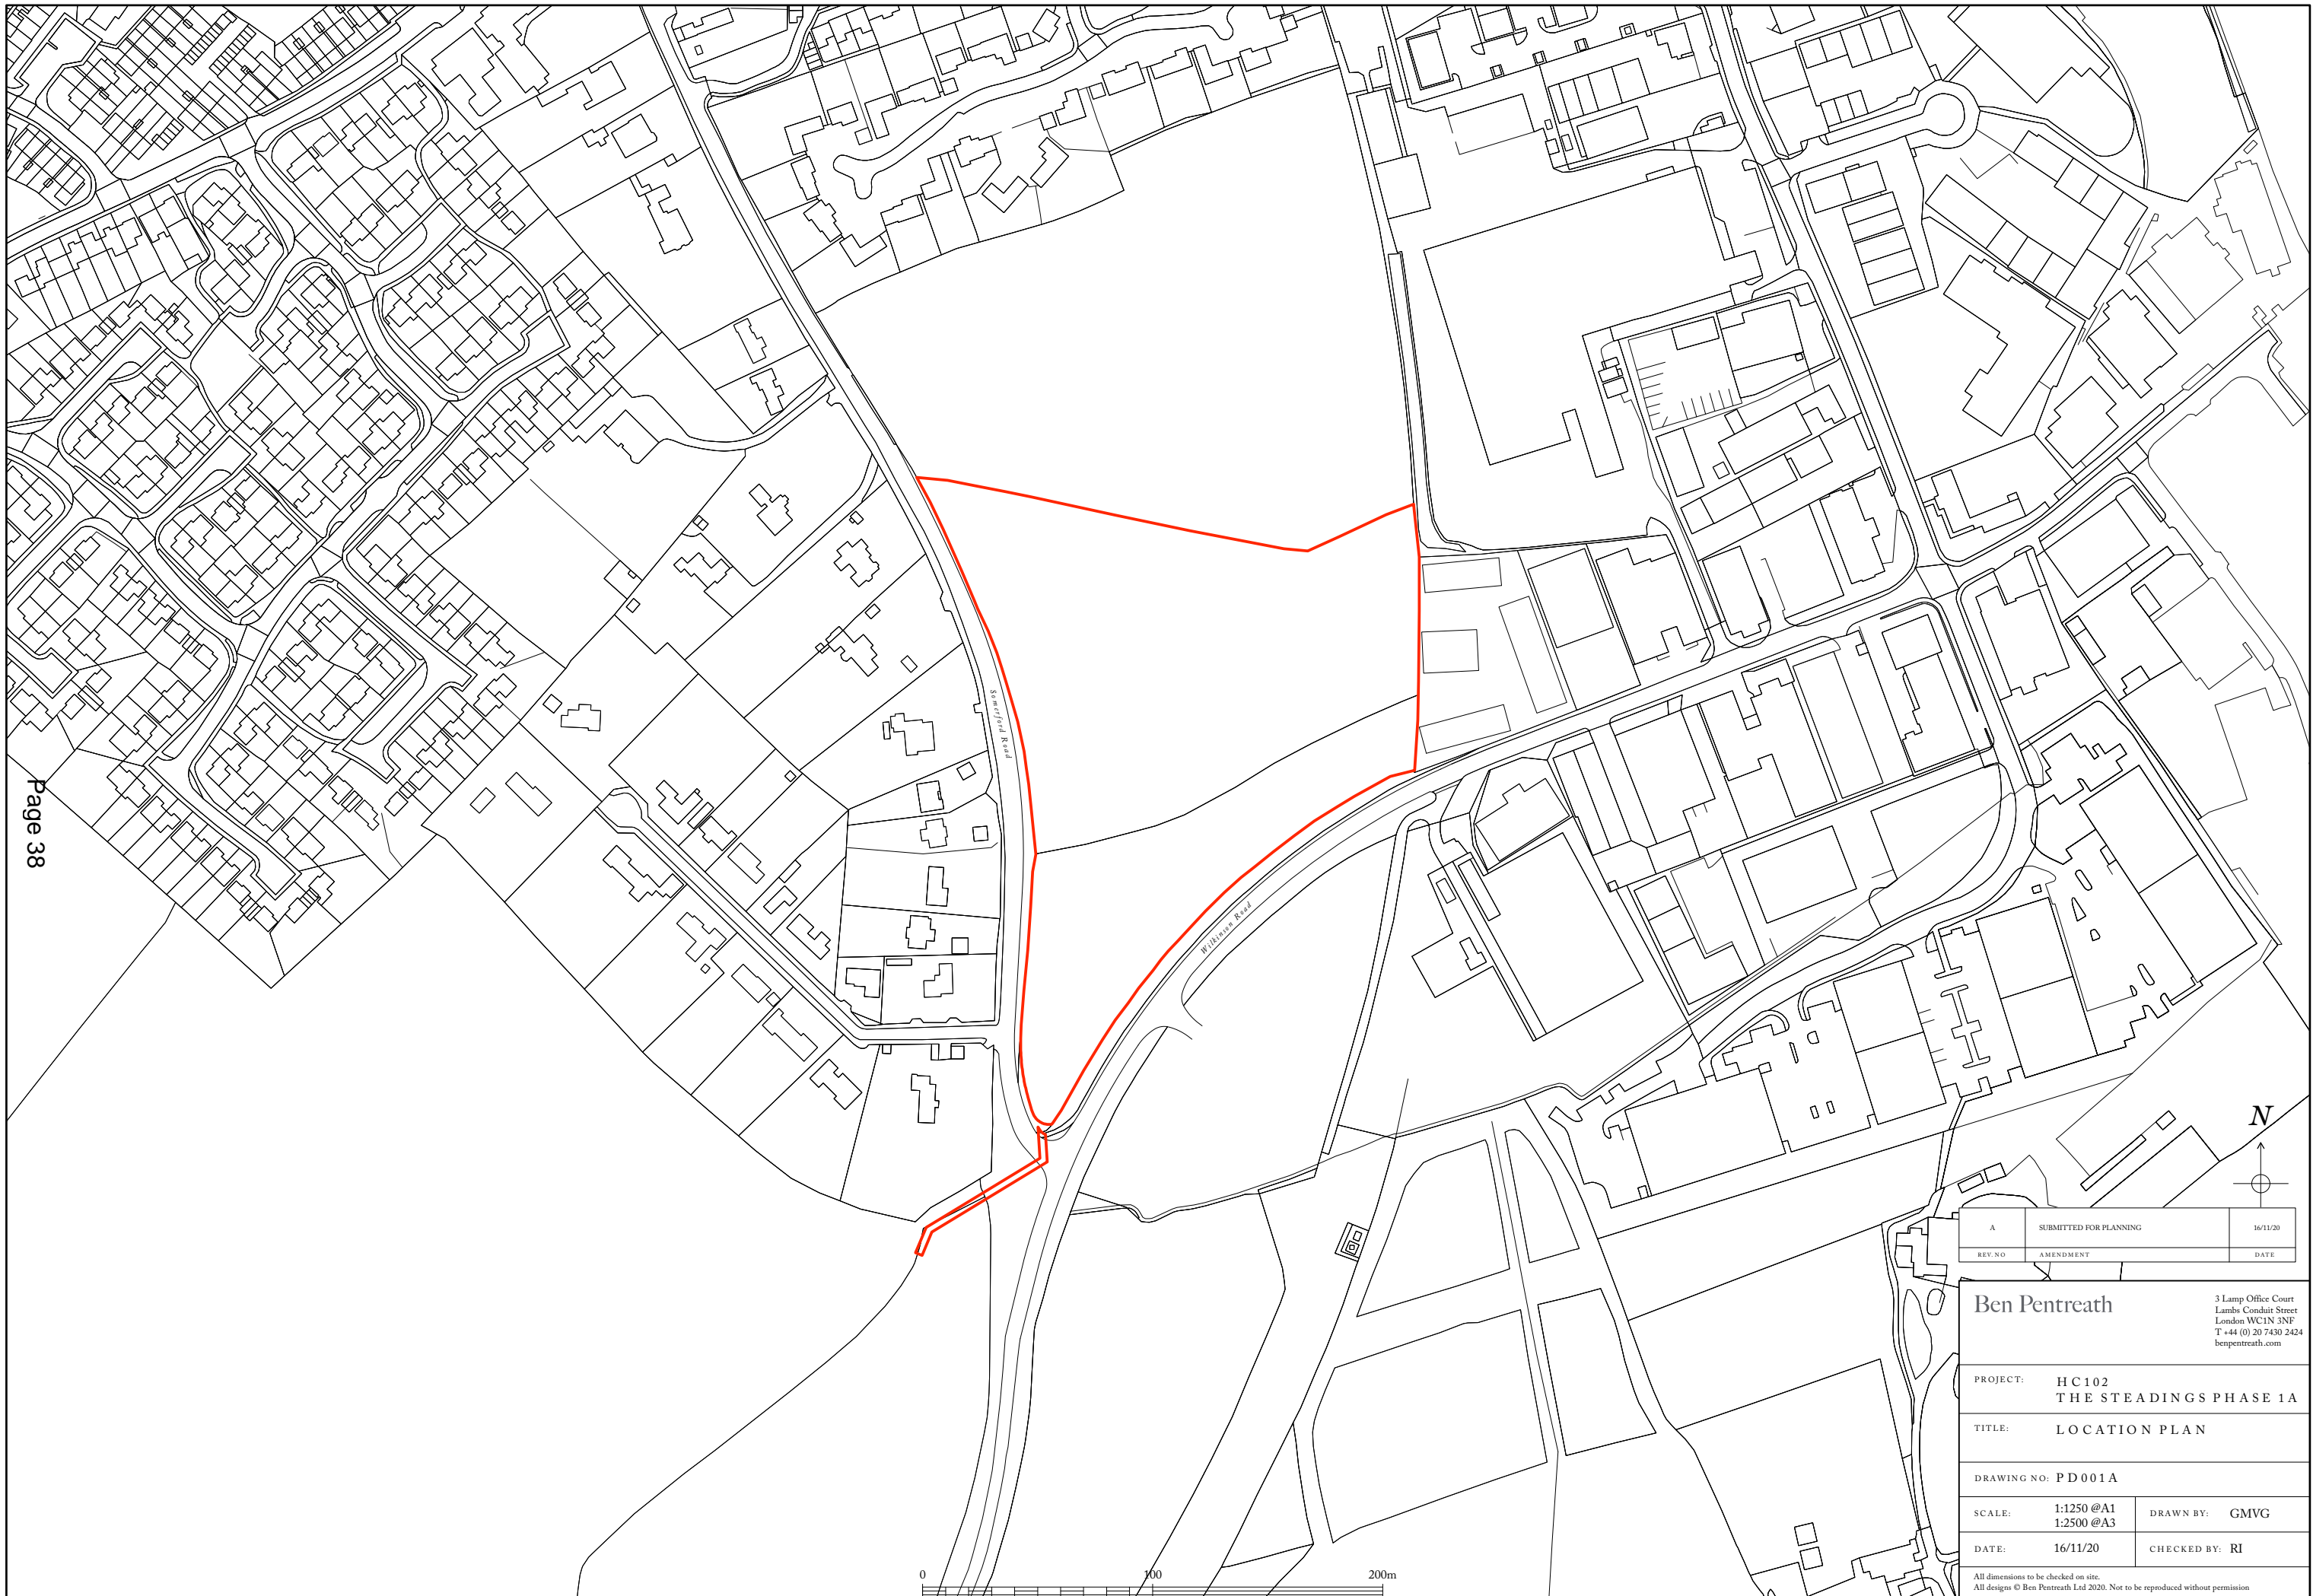 Page 38
Somerford Road
Wilkinson Road
N
A SUBMITTED FOR PLANNING 16/11/20
REV. NO AMENDMENT DATE
Ben Pentreath
3 Lamp Office Court
Lambs Conduit Street
London WC1N 3NF
T +44 (0) 20 7430 2424
benpentreath.com
PROJECT: HC102
THE STEADINGS PHASE 1A
TITLE: LOCATION PLAN
DRAWING NO: PD001A
SCALE: 1:1250 @A1
1:2500 @A3
DRAWN BY: GMVG
DATE: 16/11/20
CHECKED BY: RI
All dimensions to be checked on site.
All designs © Ben Pentreath Ltd 2020. Not to be reproduced without permission
0 100 200m